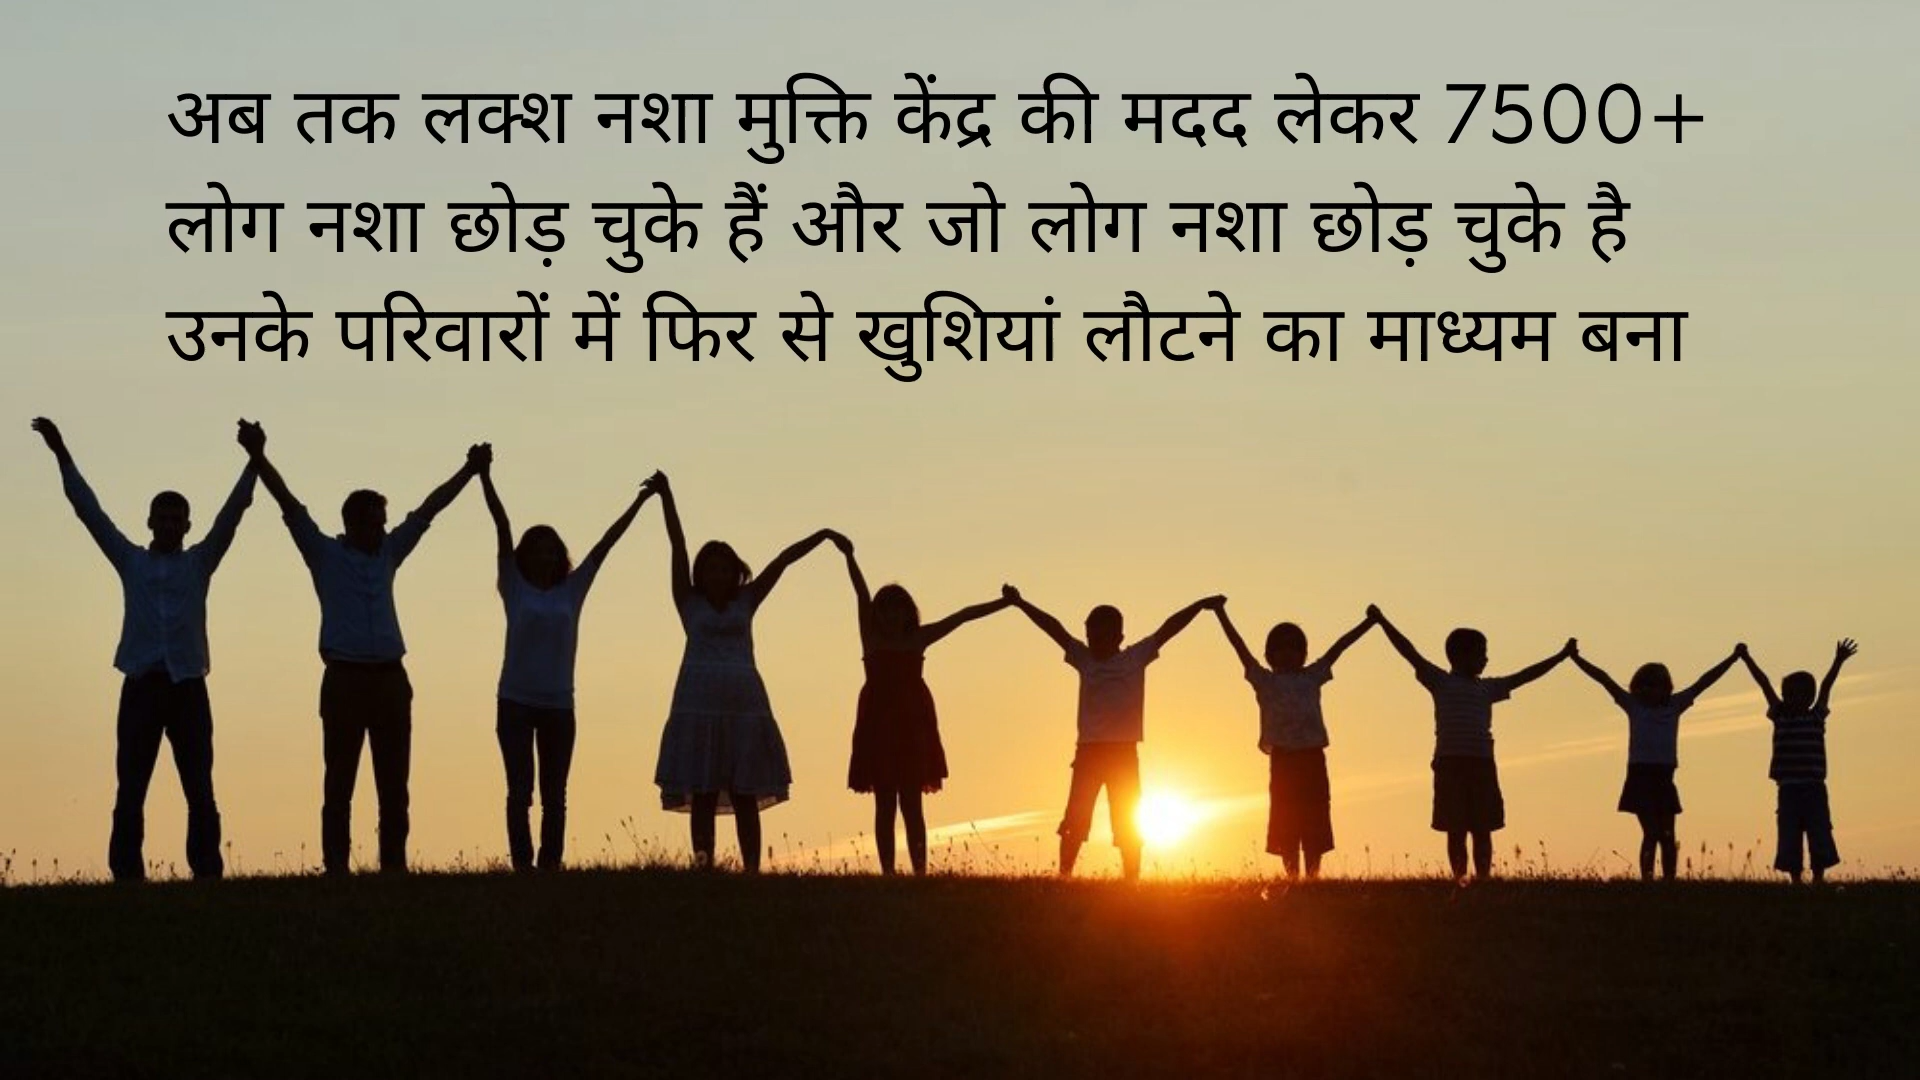 अब तक लक्श नशा मुक्ति केंद्र की मदद लेकर 7500+
लोग नशा छोड़ चुके हैं और जो लोग नशा छोड़ चुके है
उनके परिवारों में फिर से खुशियां लौटने का माध्यम बना